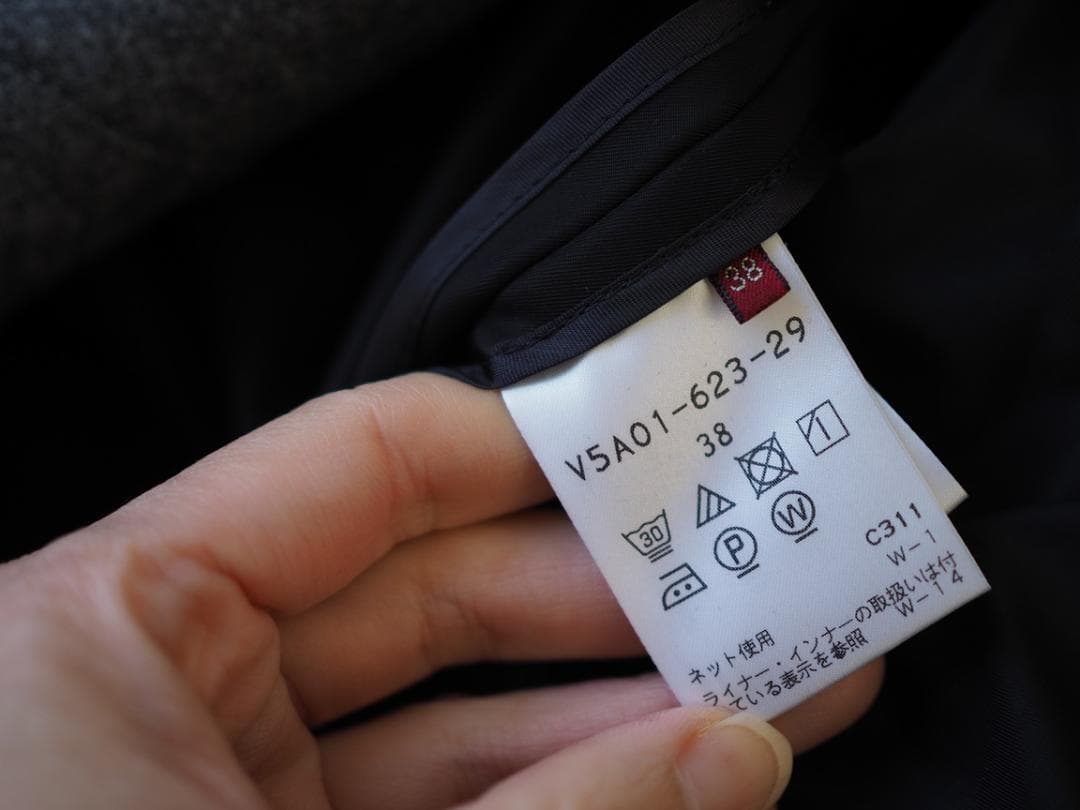 38
V5A01-623-29
38
30
P
W
C311
W-1
W-14
ネット使用
ライナー・インナーの取扱いは付
ている表示を参照